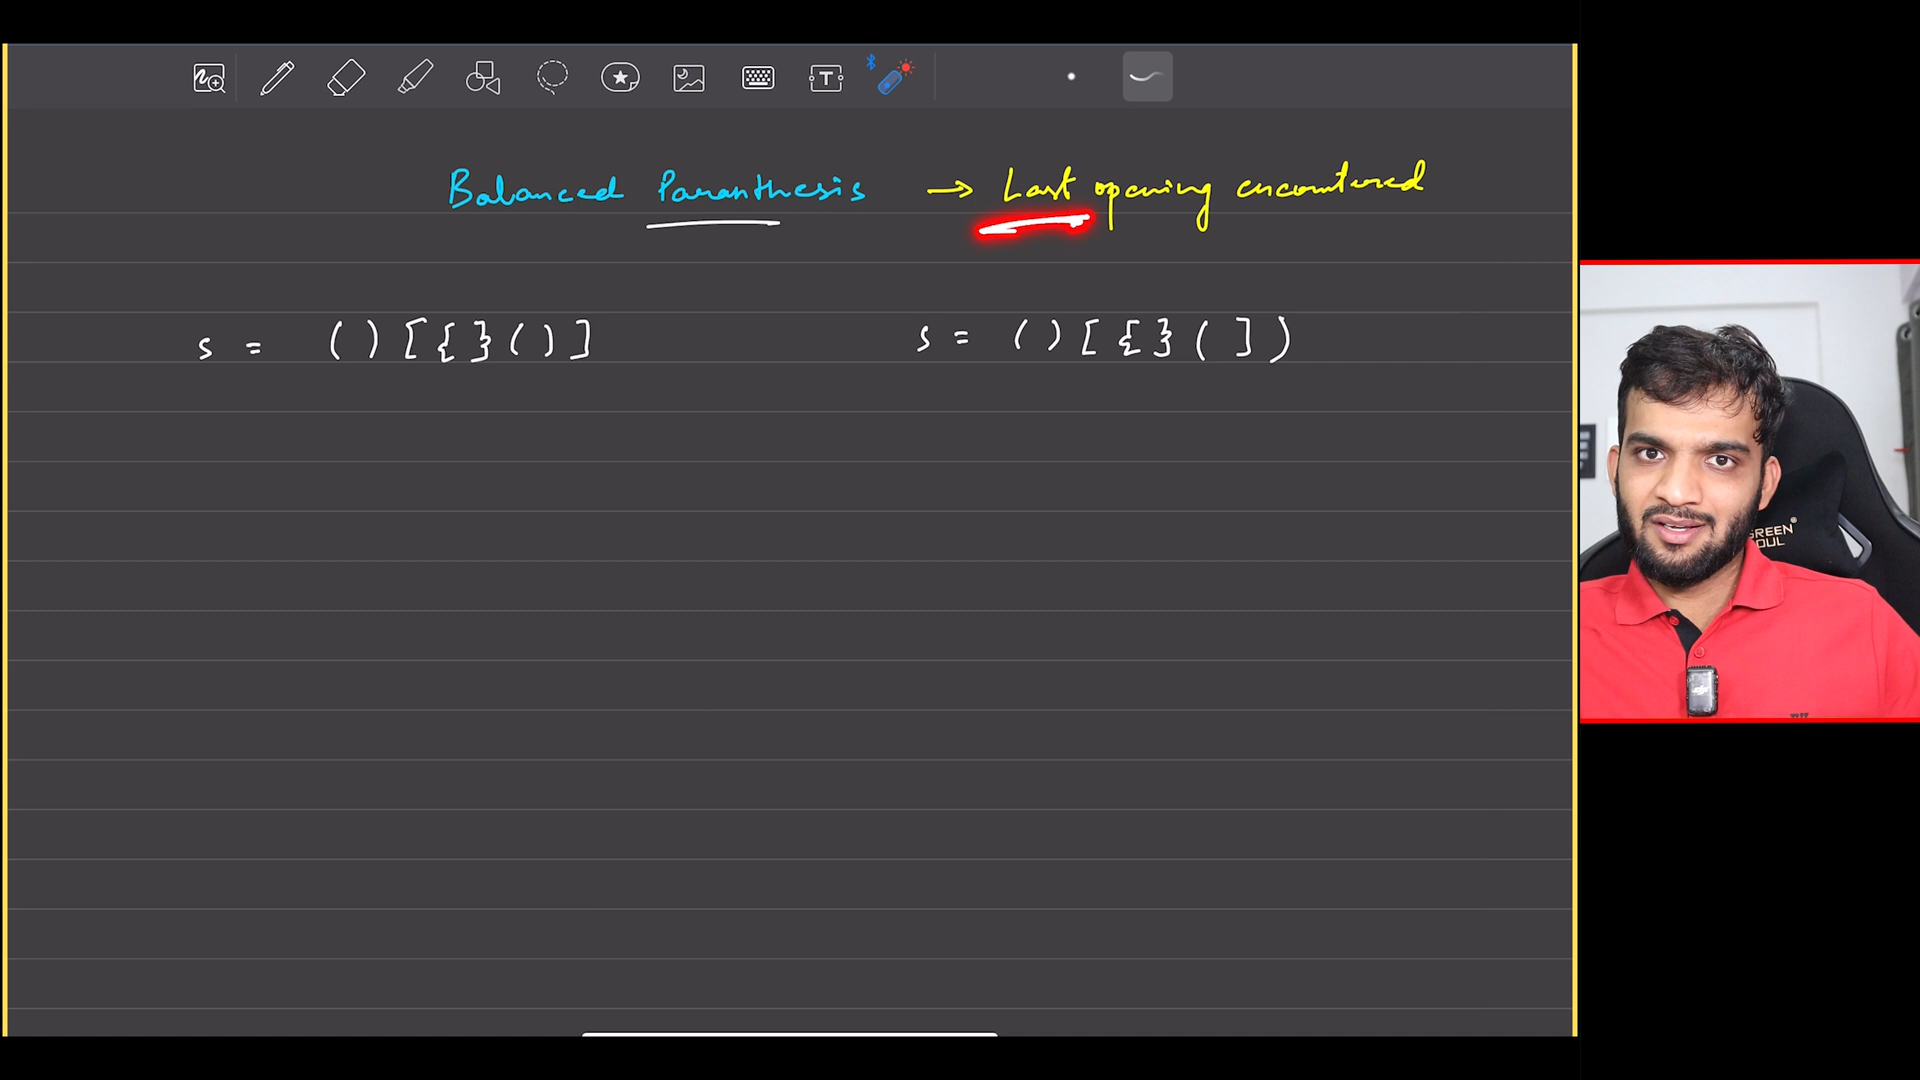 Balanced Paranthesis → Last opening encountered
s = ( ) [ { } ( ) ]
s = ( ) [ { } ( ] )
GREEN SOUL